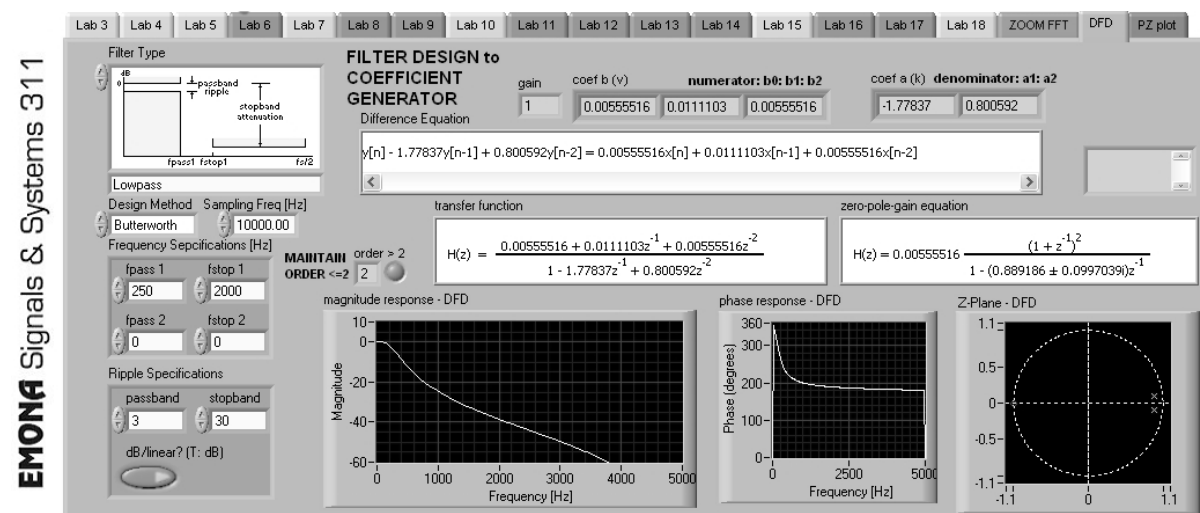 EMONA Signals & Systems 311
Lab 3 Lab 4 Lab 5 Lab 6 Lab 7 Lab 8 Lab 9 Lab 10 Lab 11 Lab 12 Lab 13 Lab 14 Lab 15 Lab 16 Lab 17 Lab 18 ZOOM FFT DFD PZ plot
Filter Type
dB
0
passband
ripple
stopband
attenuation
fpass1 fstop1 fs/2
Lowpass
Design Method
Butterworth
Sampling Freq [Hz]
10000.00
Frequency Sepcifications [Hz]
fpass 1
250
fstop 1
2000
fpass 2
0
fstop 2
0
Ripple Specifications
passband
3
stopband
30
dB/linear? (T: dB)
FILTER DESIGN to
COEFFICIENT
GENERATOR
gain
1
coef b (v) numerator: b0: b1: b2
0.00555516 0.0111103 0.00555516
coef a (k) denominator: a1: a2
-1.77837 0.800592
Difference Equation
y[n] - 1.77837y[n-1] + 0.800592y[n-2] = 0.00555516x[n] + 0.0111103x[n-1] + 0.00555516x[n-2]
MAINTAIN
ORDER <=2
order > 2
2
transfer function
H(z) =
0.00555516 + 0.0111103z-1 + 0.00555516z-2
1 - 1.77837z-1 + 0.800592z-2
zero-pole-gain equation
H(z) = 0.00555516
(1 + z-1)2
1 - (0.889186 ± 0.0997039i)z-1
magnitude response - DFD
Magnitude
10
0
-20
-40
-60
0 1000 2000 3000 4000 5000
Frequency [Hz]
phase response - DFD
Phase (degrees)
360
300
200
100
0
0 2500 5000
Frequency [Hz]
Z-Plane - DFD
1.1
0.5
0
-0.5
-1.1
-1.1 0 1.1